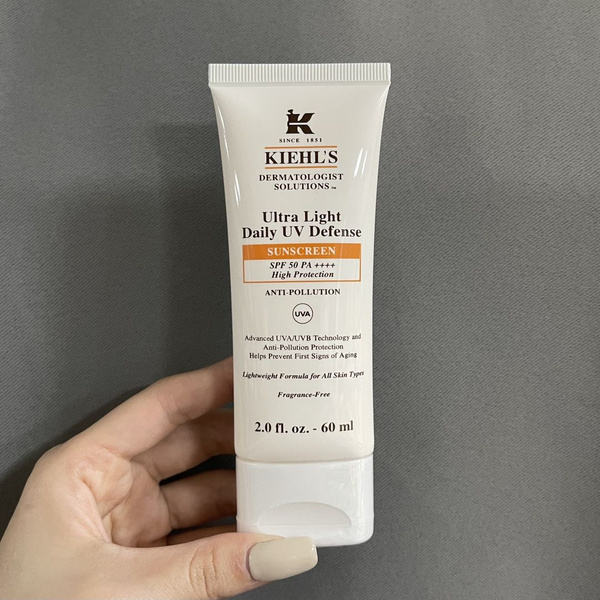 K
SINCE 1851
KIEHL'S
DERMATOLOGIST
SOLUTIONS™
Ultra Light
Daily UV Defense
SUNSCREEN
SPF 50 PA ++++
High Protection
ANTI-POLLUTION
UVA
Advanced UVA/UVB Technology and
Anti-Pollution Protection
Helps Prevent First Signs of Aging
Lightweight Formula for All Skin Types
Fragrance-Free
2.0 fl. oz. - 60 ml